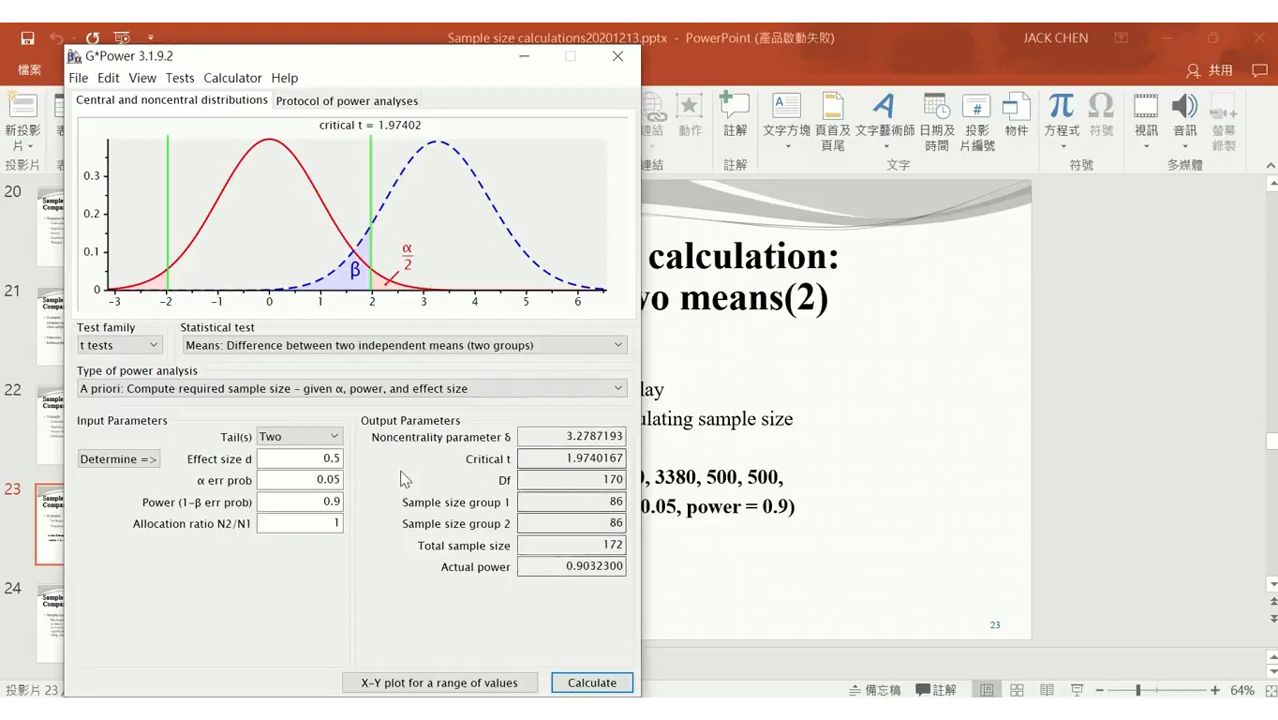 Sample size calculations20201213.pptx - PowerPoint (產品啟動失敗)
JACK CHEN
檔案
共用
G*Power 3.1.9.2
File Edit View Tests Calculator Help
Central and noncentral distributions
Protocol of power analyses
critical t = 1.97402
0.3
0.2
0.1
0
α
2
β
-3 -2 -1 0 1 2 3 4 5 6
Test family
Statistical test
t tests
Means: Difference between two independent means (two groups)
Type of power analysis
A priori: Compute required sample size – given α, power, and effect size
Input Parameters
Output Parameters
Tail(s) Two
Noncentrality parameter δ 3.2787193
Determine => Effect size d 0.5
Critical t 1.9740167
α err prob 0.05
Df 170
Power (1-β err prob) 0.9
Sample size group 1 86
Allocation ratio N2/N1 1
Sample size group 2 86
Total sample size 172
Actual power 0.9032300
X-Y plot for a range of values
Calculate
新投影
片
投影片
連結
動作
連結
註解
註解
文字方塊
頁首及
頁尾
文字藝術師
日期及
時間
投影
片編號
物件
文字
方程式
符號
符號
視訊
音訊
螢幕
錄製
多媒體
20
Sample
Compa
21
Sample
Compa
22
Sample
Compa
23
Sample
Compa
24
Sample
Compa
calculation:
vo means(2)
lay
ulating sample size
0, 3380, 500, 500,
0.05, power = 0.9)
23
投影片 23
備忘稿
註解
64%